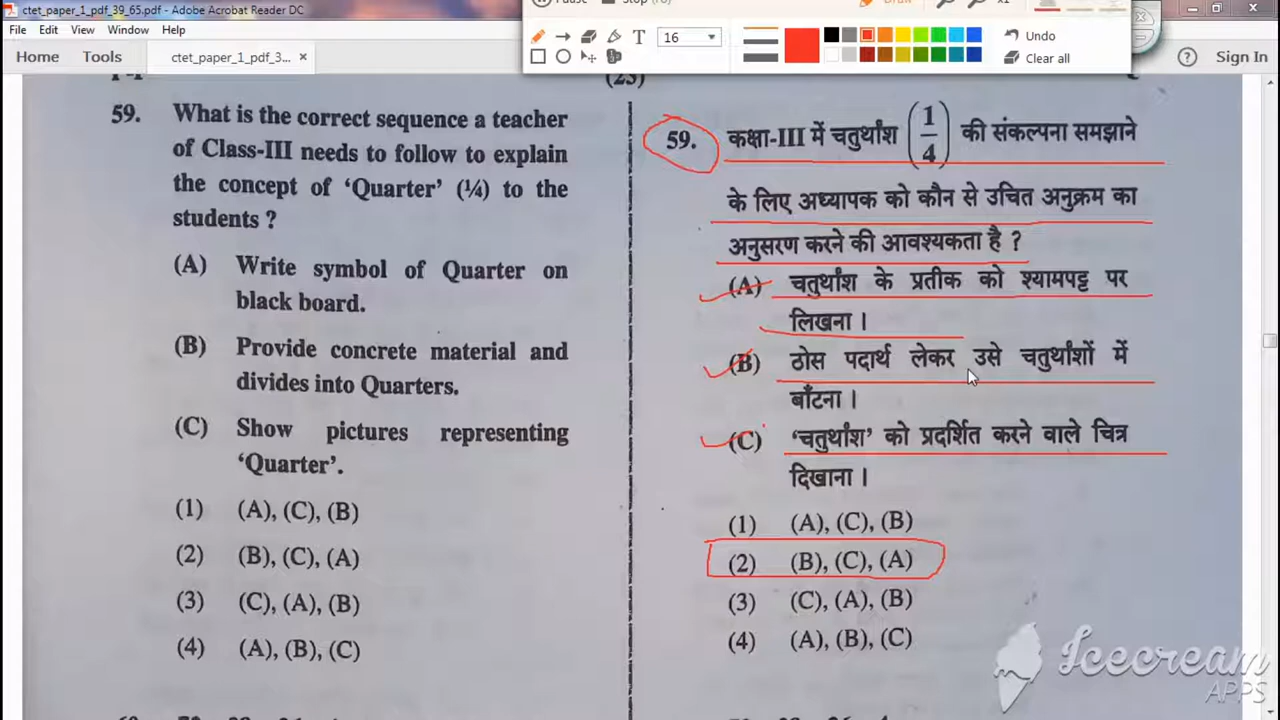 ctet_paper_1_pdf_39_65.pdf - Adobe Acrobat Reader DC
File Edit View Window Help
T 16 Undo
Clear all
Home Tools ctet_paper_1_pdf_3... × Sign In
(23)
59. What is the correct sequence a teacher
of Class-III needs to follow to explain
the concept of ‘Quarter’ (¼) to the
students ?
(A) Write symbol of Quarter on
black board.
(B) Provide concrete material and
divides into Quarters.
(C) Show pictures representing
‘Quarter’.
(1) (A), (C), (B)
(2) (B), (C), (A)
(3) (C), (A), (B)
(4) (A), (B), (C)
59. कक्षा-III में चतुर्थांश (1/4) की संकल्पना समझाने
के लिए अध्यापक को कौन से उचित अनुक्रम का
अनुसरण करने की आवश्यकता है ?
(A) चतुर्थांश के प्रतीक को श्यामपट्ट पर
लिखना ।
(B) ठोस पदार्थ लेकर उसे चतुर्थांशों में
बाँटना ।
(C) ‘चतुर्थांश’ को प्रदर्शित करने वाले चित्र
दिखाना ।
(1) (A), (C), (B)
(2) (B), (C), (A)
(3) (C), (A), (B)
(4) (A), (B), (C)
Icecream
APPS